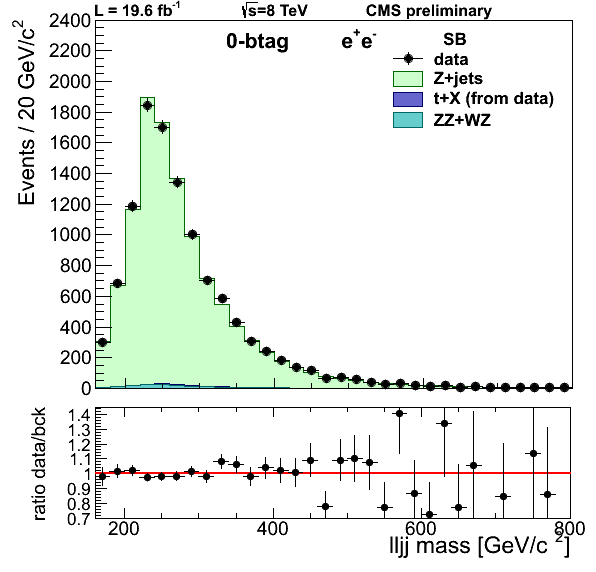 L = 19.6 fb⁻¹ √s=8 TeV CMS preliminary
0-btag e⁺e⁻ SB
data
Z+jets
t+X (from data)
ZZ+WZ
Events / 20 GeV/c²
2400
2200
2000
1800
1600
1400
1200
1000
800
600
400
200
0
ratio data/bck
1.4
1.3
1.2
1.1
1
0.9
0.8
0.7
200 400 600 800
lljj mass [GeV/c ²]